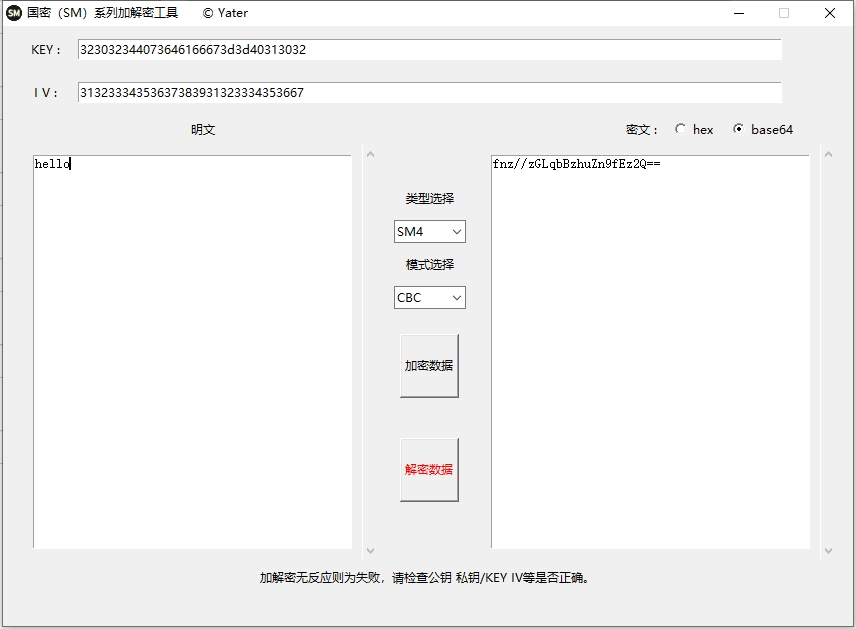 SM 国密（SM）系列加解密工具 © Yater
KEY： 323032344073646166673d3d40313032
I V： 31323334353637383931323334353667
明文
密文： hex base64
hello
fnz//zGLqbBzhuZn9fEz2Q==
类型选择
SM4
模式选择
CBC
加密数据
解密数据
加解密无反应则为失败，请检查公钥 私钥/KEY IV等是否正确。